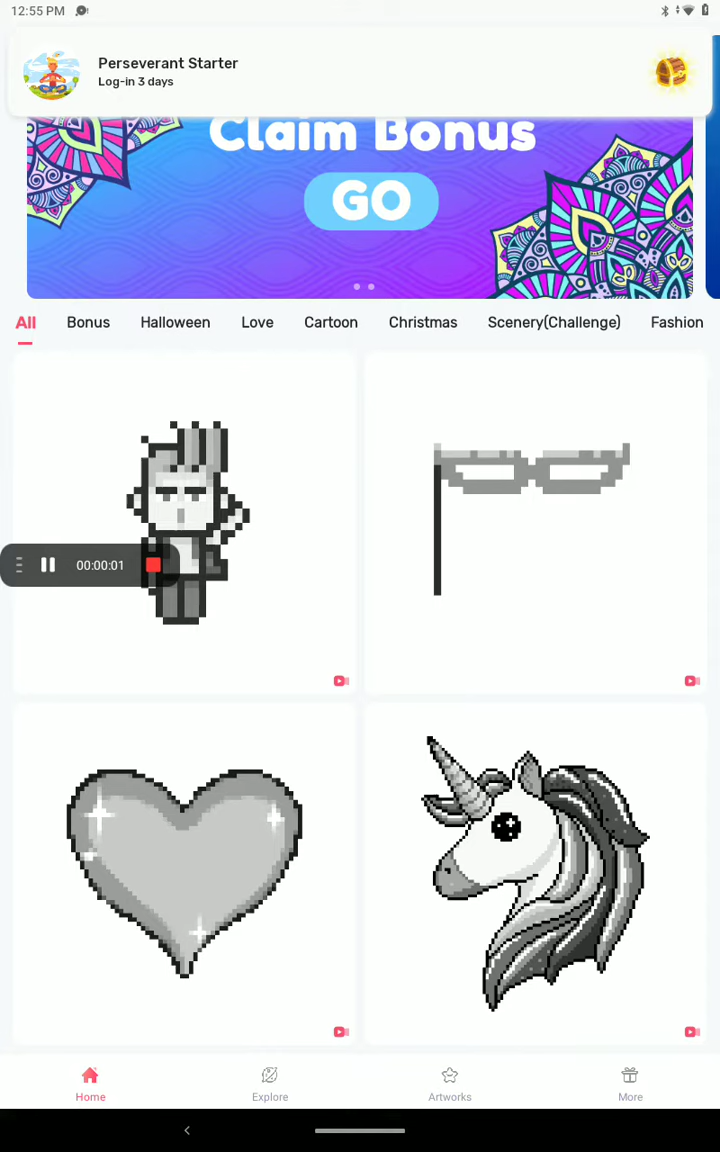 12:55 PM
Perseverant Starter
Log-in 3 days
Claim Bonus
GO
All Bonus Halloween Love Cartoon Christmas Scenery(Challenge) Fashion
00:00:01
Home Explore Artworks More